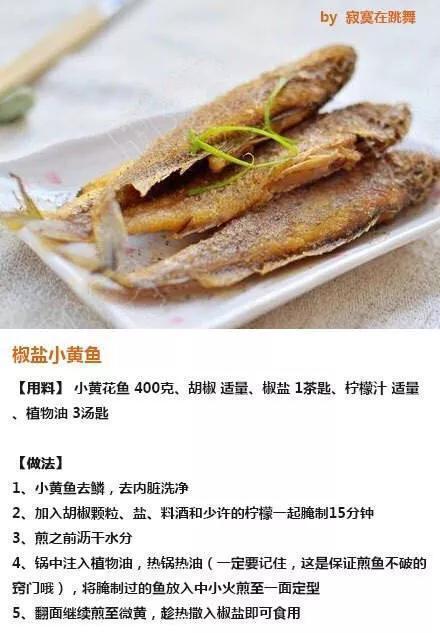 by 寂寞在跳舞
椒盐小黄鱼
【用料】 小黄花鱼 400克、胡椒 适量、椒盐 1茶匙、柠檬汁 适量
、植物油 3汤匙
【做法】
1、小黄鱼去鳞，去内脏洗净
2、加入胡椒颗粒、盐、料酒和少许的柠檬一起腌制15分钟
3、煎之前沥干水分
4、锅中注入植物油，热锅热油（一定要记住，这是保证煎鱼不破的
窍门哦），将腌制过的鱼放入中小火煎至一面定型
5、翻面继续煎至微黄，趁热撒入椒盐即可食用